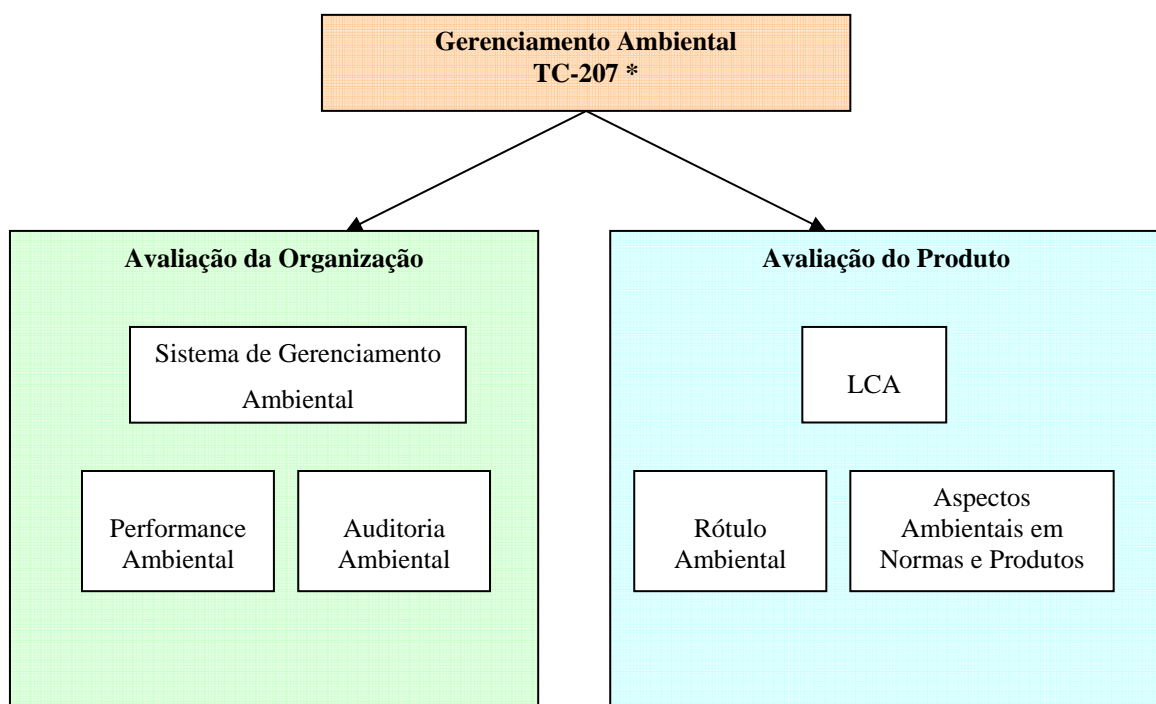 Gerenciamento Ambiental
TC-207 *
Avaliação da Organização
Sistema de Gerenciamento
Ambiental
Performance
Ambiental
Auditoria
Ambiental
Avaliação do Produto
LCA
Rótulo
Ambiental
Aspectos
Ambientais em
Normas e Produtos